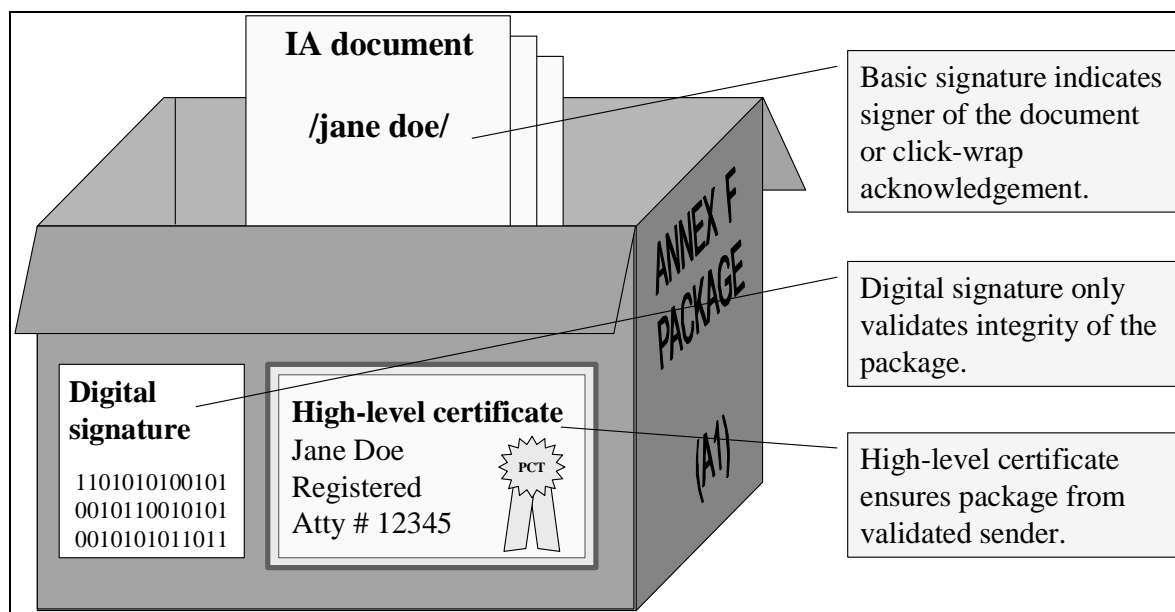 IA document
/jane doe/
Basic signature indicates
signer of the document
or click-wrap
acknowledgement.
ANNEX F
PACKAGE
(A1)
Digital signature only
validates integrity of the
package.
Digital
signature
1101010100101
0010110010101
0010101011011
High-level certificate
Jane Doe
Registered
Atty # 12345
PCT
High-level certificate
ensures package from
validated sender.